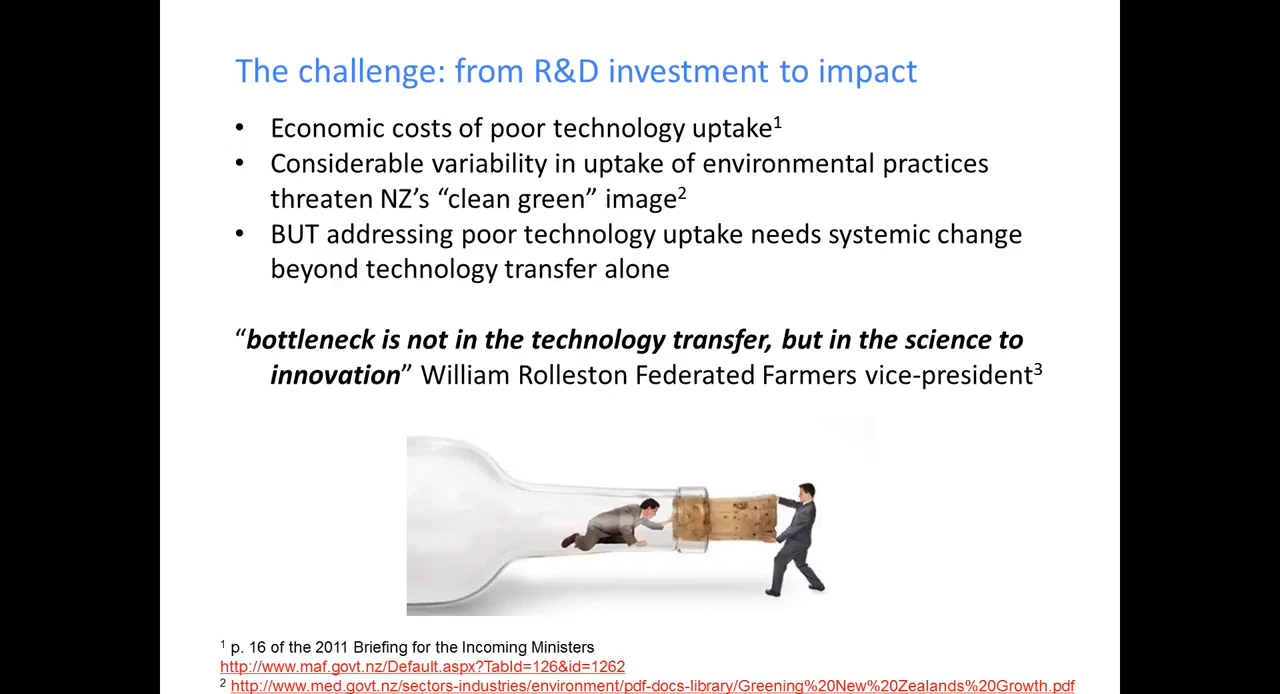 The challenge: from R&D investment to impact
• Economic costs of poor technology uptake¹
• Considerable variability in uptake of environmental practices
threaten NZ’s “clean green” image²
• BUT addressing poor technology uptake needs systemic change
beyond technology transfer alone
“bottleneck is not in the technology transfer, but in the science to
innovation” William Rolleston Federated Farmers vice-president³
¹ p. 16 of the 2011 Briefing for the Incoming Ministers
http://www.maf.govt.nz/Default.aspx?TabId=126&id=1262
² http://www.med.govt.nz/sectors-industries/environment/pdf-docs-library/Greening%20New%20Zealands%20Growth.pdf